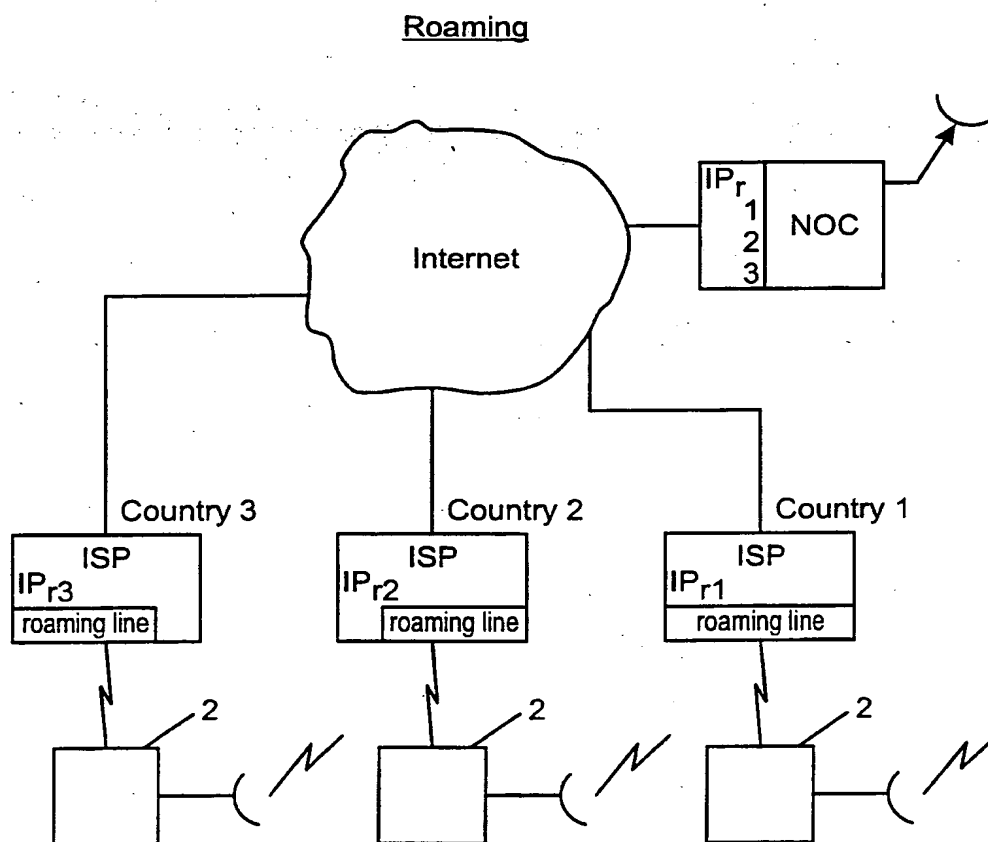 Roaming
Internet
IPr
1
2
3
NOC
Country 3
Country 2
Country 1
ISP
IPr3
roaming line
ISP
IPr2
roaming line
ISP
IPr1
roaming line
2
2
2